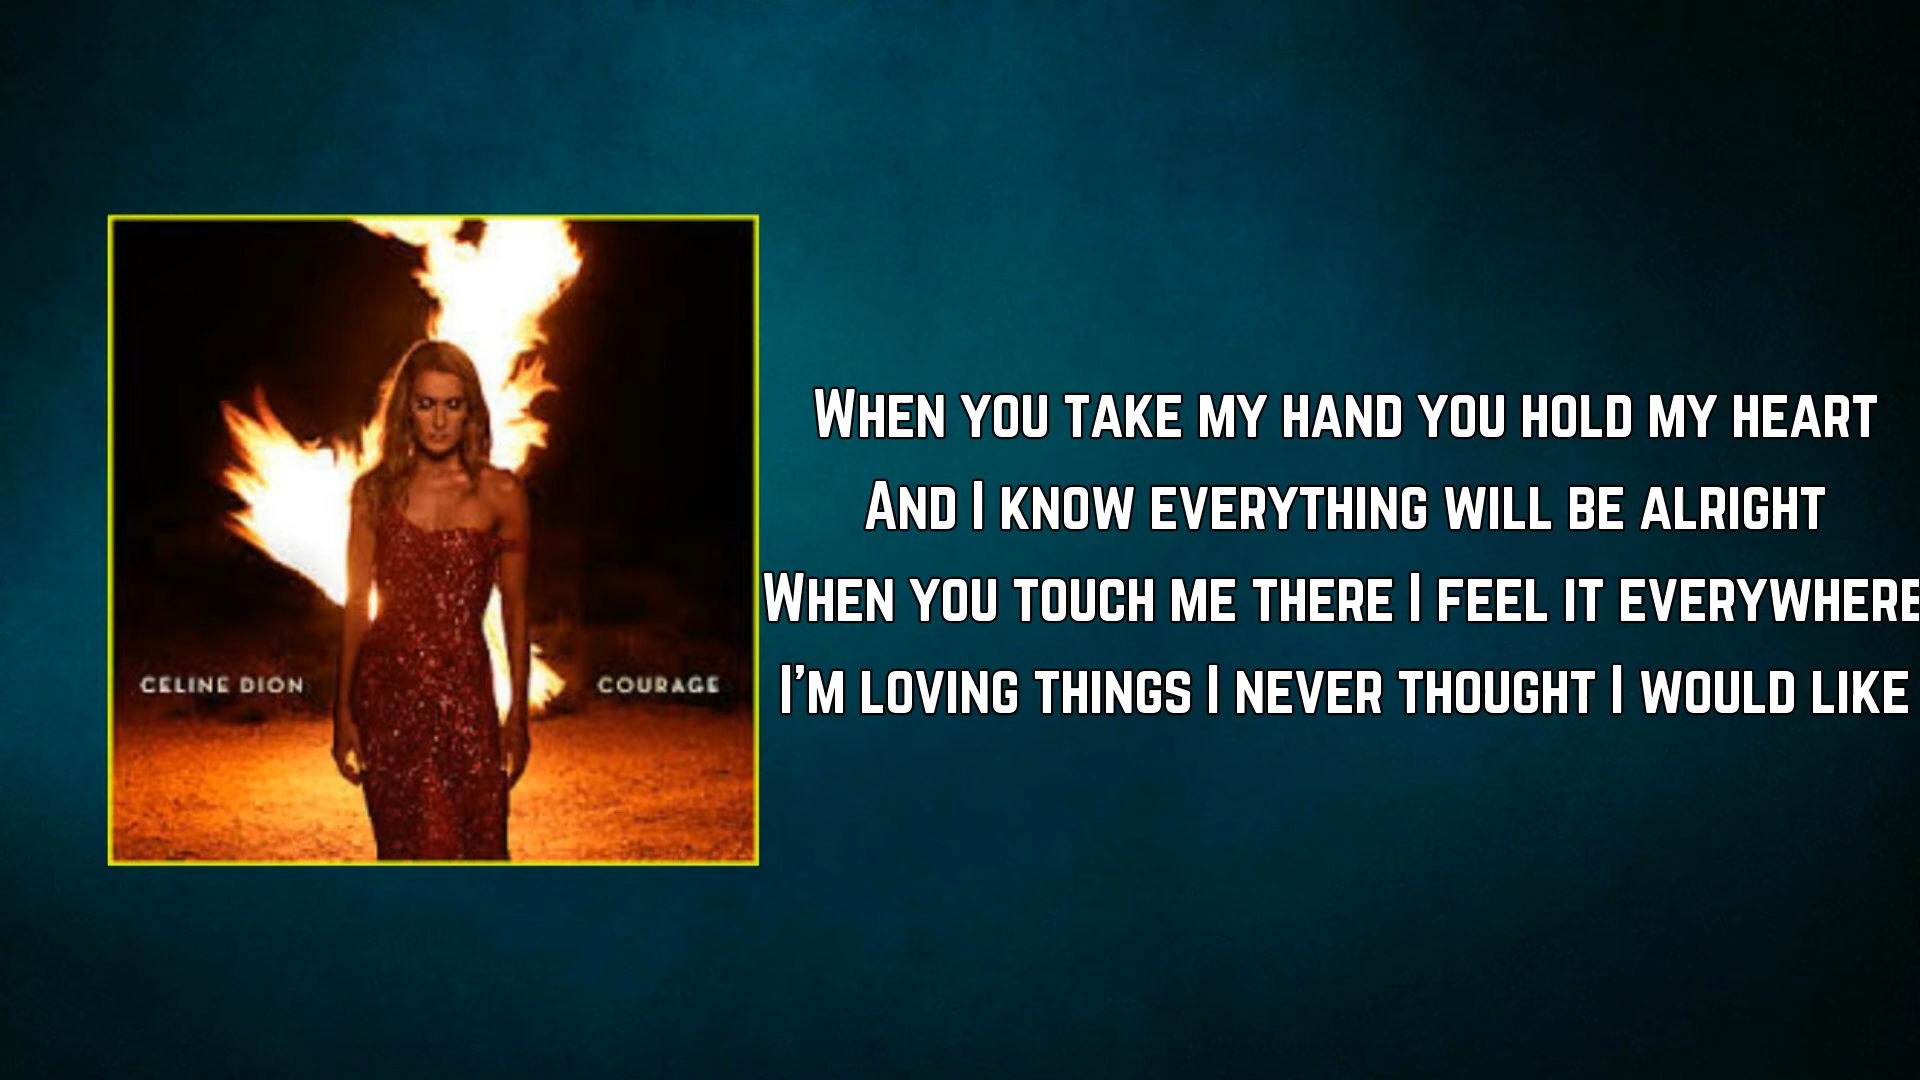 CELINE DION
COURAGE
When you take my hand you hold my heart
And I know everything will be alright
When you touch me there I feel it everywhere
I'm loving things I never thought I would like